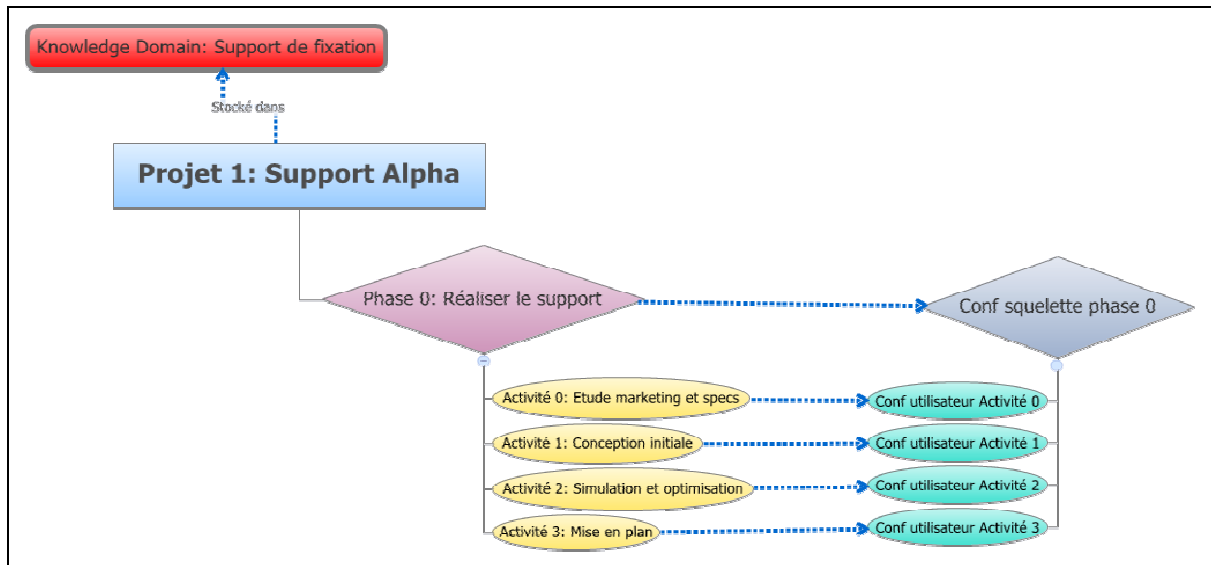 Knowledge Domain: Support de fixation
Stocké dans
Projet 1: Support Alpha
Phase 0: Réaliser le support
Conf squelette phase 0
Activité 0: Etude marketing et specs
Conf utilisateur Activité 0
Activité 1: Conception initiale
Conf utilisateur Activité 1
Activité 2: Simulation et optimisation
Conf utilisateur Activité 2
Activité 3: Mise en plan
Conf utilisateur Activité 3